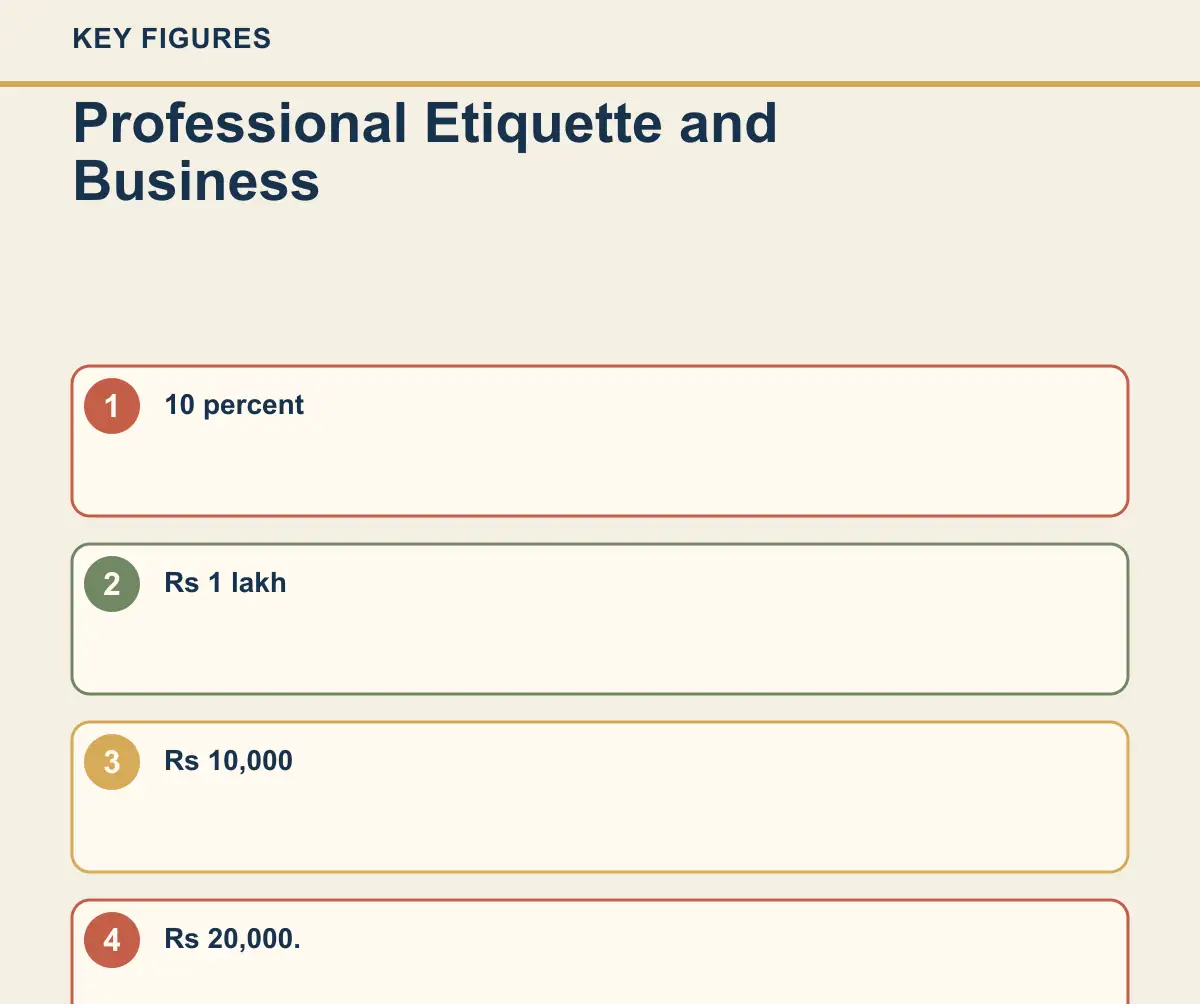 KEY FIGURES
Professional Etiquette and
Business
1 10 percent
2 Rs 1 lakh
3 Rs 10,000
4 Rs 20,000.